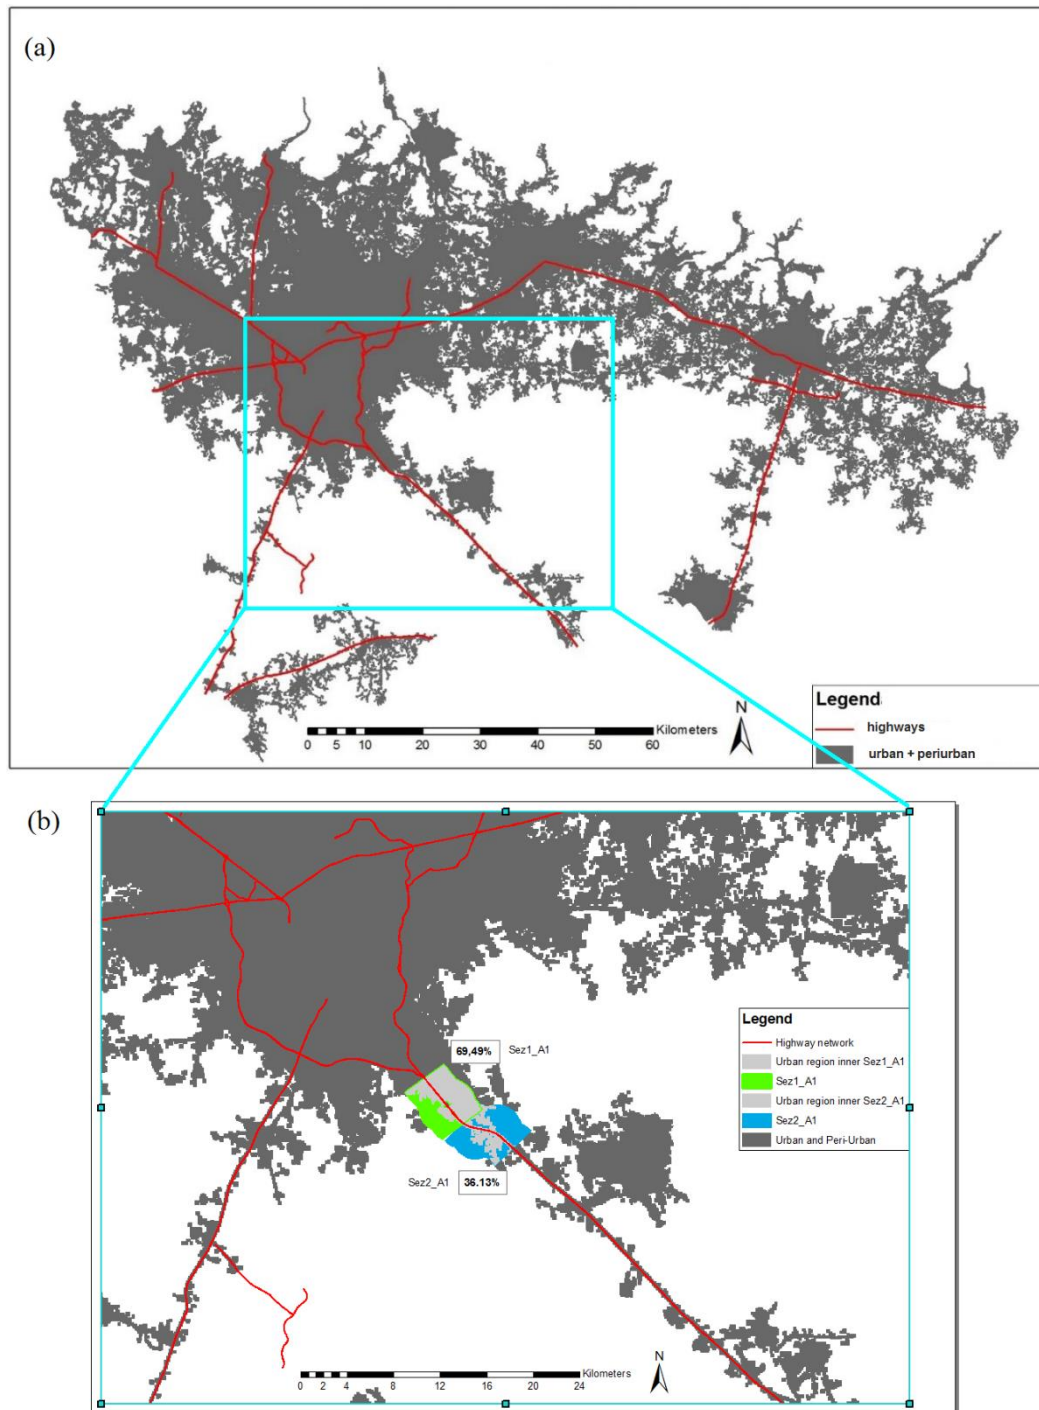 (a)
N
Kilometers
0 5 10 20 30 40 50 60
Legend
highways
urban + periurban
(b)
Legend
Highway network
Urban region inner Sez1_A1
Sez1_A1
Urban region inner Sez2_A1
Sez2_A1
Urban and Peri-Urban
69,49% Sez1_A1
Sez2_A1 36.13%
N
Kilometers
0 2 4 8 12 16 20 24